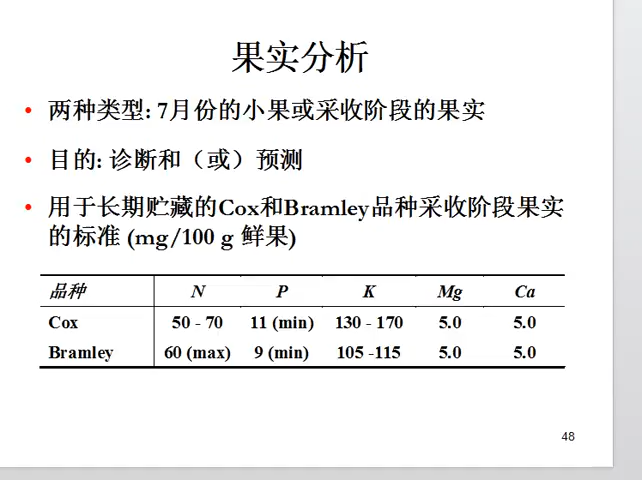 果实分析
• 两种类型: 7月份的小果或采收阶段的果实
• 目的: 诊断和（或）预测
• 用于长期贮藏的Cox和Bramley品种采收阶段果实
的标准 (mg/100 g 鲜果)
品种 N P K Mg Ca
Cox 50 - 70 11 (min) 130 - 170 5.0 5.0
Bramley 60 (max) 9 (min) 105 -115 5.0 5.0
48